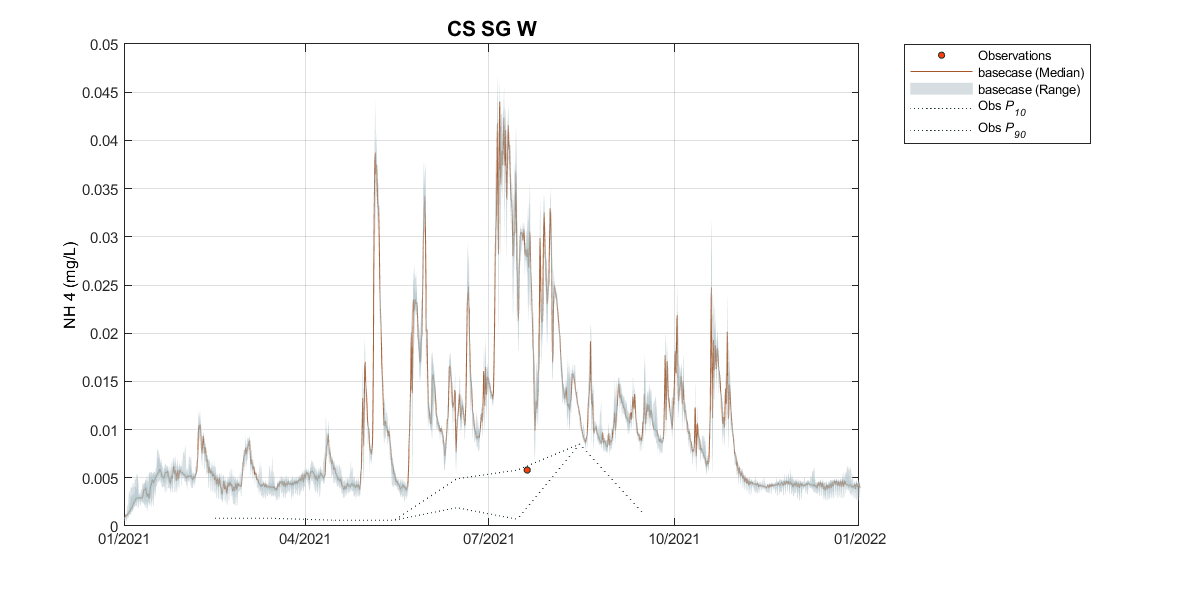 CS SG W
0.05
0.045
0.04
0.035
0.03
0.025
0.02
0.015
0.01
0.005
0
NH 4 (mg/L)
01/2021
04/2021
07/2021
10/2021
01/2022
Observations
basecase (Median)
basecase (Range)
Obs P10
Obs P90